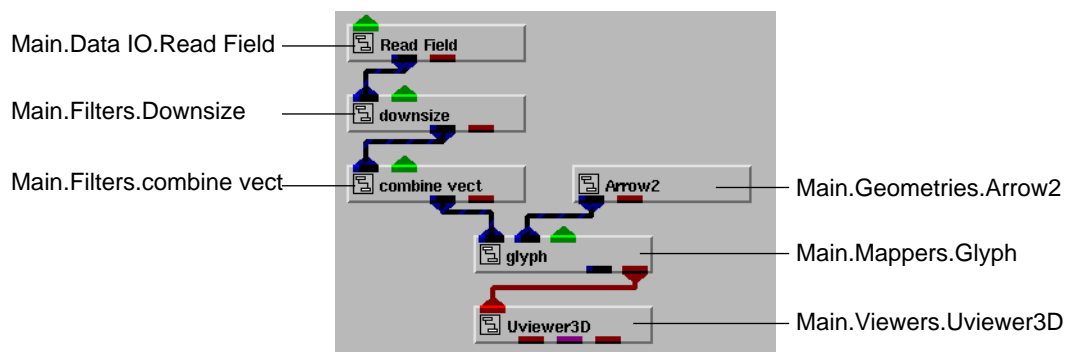 Main.Data IO.Read Field
Read Field
Main.Filters.Downsize
downsize
Main.Filters.combine vect
combine vect
Arrow2
Main.Geometries.Arrow2
glyph
Main.Mappers.Glyph
Uviewer3D
Main.Viewers.Uviewer3D